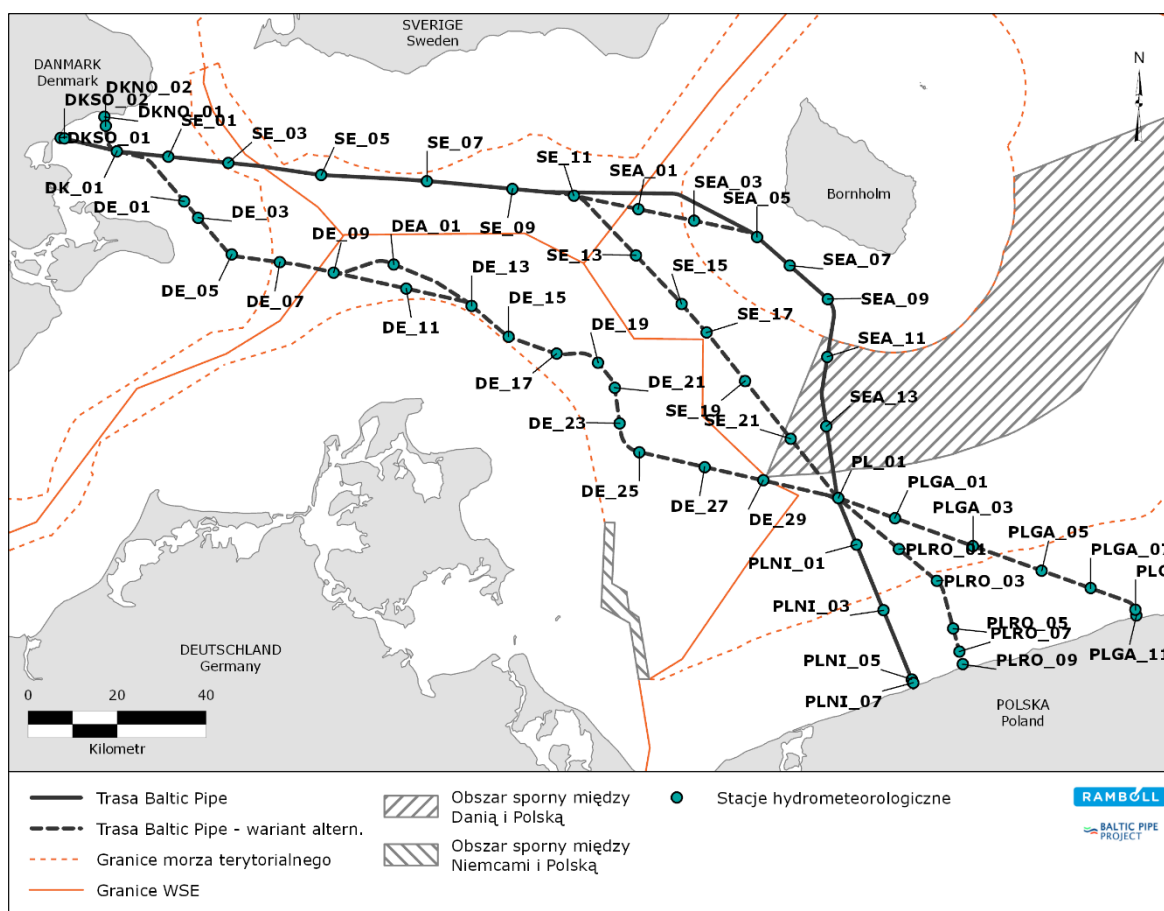 SVERIGE
Sweden
DANMARK
Denmark
N
DKNO_02
DKSO_02
DKNO_01
SE_01
DKSO_01
SE_03
SE_05
SE_07
SE_11
SEA_01
SEA_03
SEA_05
Bornholm
DK_01
DE_01
DE_03
DE_09
DEA_01
SE_09
SE_13
SEA_07
DE_05
DE_07
DE_13
SE_15
SEA_09
DE_11
DE_15
SE_17
DE_19
SEA_11
DE_17
DE_21
SE_19
SEA_13
DE_23
SE_21
DE_25
DE_27
DE_29
PL_01
PLGA_01
PLGA_03
PLGA_05
PLGA_07
PLNI_01
PLRO_01
PLRO_03
PLNI_03
PLRO_05
PLRO_07
PLGA_11
PLNI_05
PLRO_09
PLNI_07
DEUTSCHLAND
Germany
POLSKA
Poland
0 20 40
Kilometr
Trasa Baltic Pipe
Trasa Baltic Pipe - wariant altern.
Granice morza terytorialnego
Granice WSE
Obszar sporny między
Danią i Polską
Obszar sporny między
Niemcami i Polską
Stacje hydrometeorologiczne
RAMBOLL
BALTIC PIPE
PROJECT